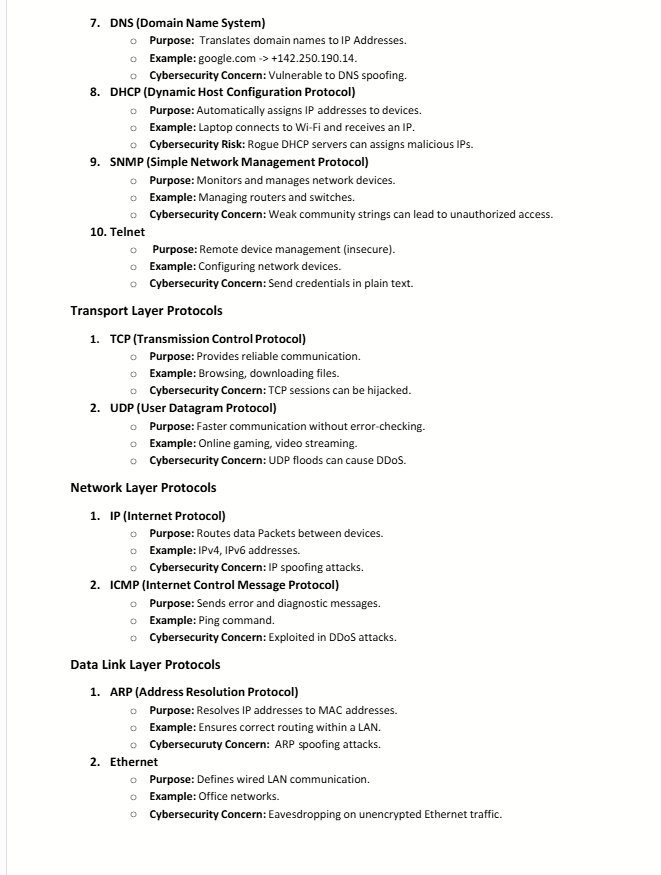 7. DNS (Domain Name System)
○ Purpose: Translates domain names to IP Addresses.
○ Example: google.com -> +142.250.190.14.
○ Cybersecurity Concern: Vulnerable to DNS spoofing.
8. DHCP (Dynamic Host Configuration Protocol)
○ Purpose: Automatically assigns IP addresses to devices.
○ Example: Laptop connects to Wi-Fi and receives an IP.
○ Cybersecurity Risk: Rogue DHCP servers can assigns malicious IPs.
9. SNMP (Simple Network Management Protocol)
○ Purpose: Monitors and manages network devices.
○ Example: Managing routers and switches.
○ Cybersecurity Concern: Weak community strings can lead to unauthorized access.
10. Telnet
○ Purpose: Remote device management (insecure).
○ Example: Configuring network devices.
○ Cybersecurity Concern: Send credentials in plain text.
Transport Layer Protocols
1. TCP (Transmission Control Protocol)
○ Purpose: Provides reliable communication.
○ Example: Browsing, downloading files.
○ Cybersecurity Concern: TCP sessions can be hijacked.
2. UDP (User Datagram Protocol)
○ Purpose: Faster communication without error-checking.
○ Example: Online gaming, video streaming.
○ Cybersecurity Concern: UDP floods can cause DDoS.
Network Layer Protocols
1. IP (Internet Protocol)
○ Purpose: Routes data Packets between devices.
○ Example: IPv4, IPv6 addresses.
○ Cybersecurity Concern: IP spoofing attacks.
2. ICMP (Internet Control Message Protocol)
○ Purpose: Sends error and diagnostic messages.
○ Example: Ping command.
○ Cybersecurity Concern: Exploited in DDoS attacks.
Data Link Layer Protocols
1. ARP (Address Resolution Protocol)
○ Purpose: Resolves IP addresses to MAC addresses.
○ Example: Ensures correct routing within a LAN.
○ Cybersecuruty Concern: ARP spoofing attacks.
2. Ethernet
○ Purpose: Defines wired LAN communication.
○ Example: Office networks.
○ Cybersecurity Concern: Eavesdropping on unencrypted Ethernet traffic.